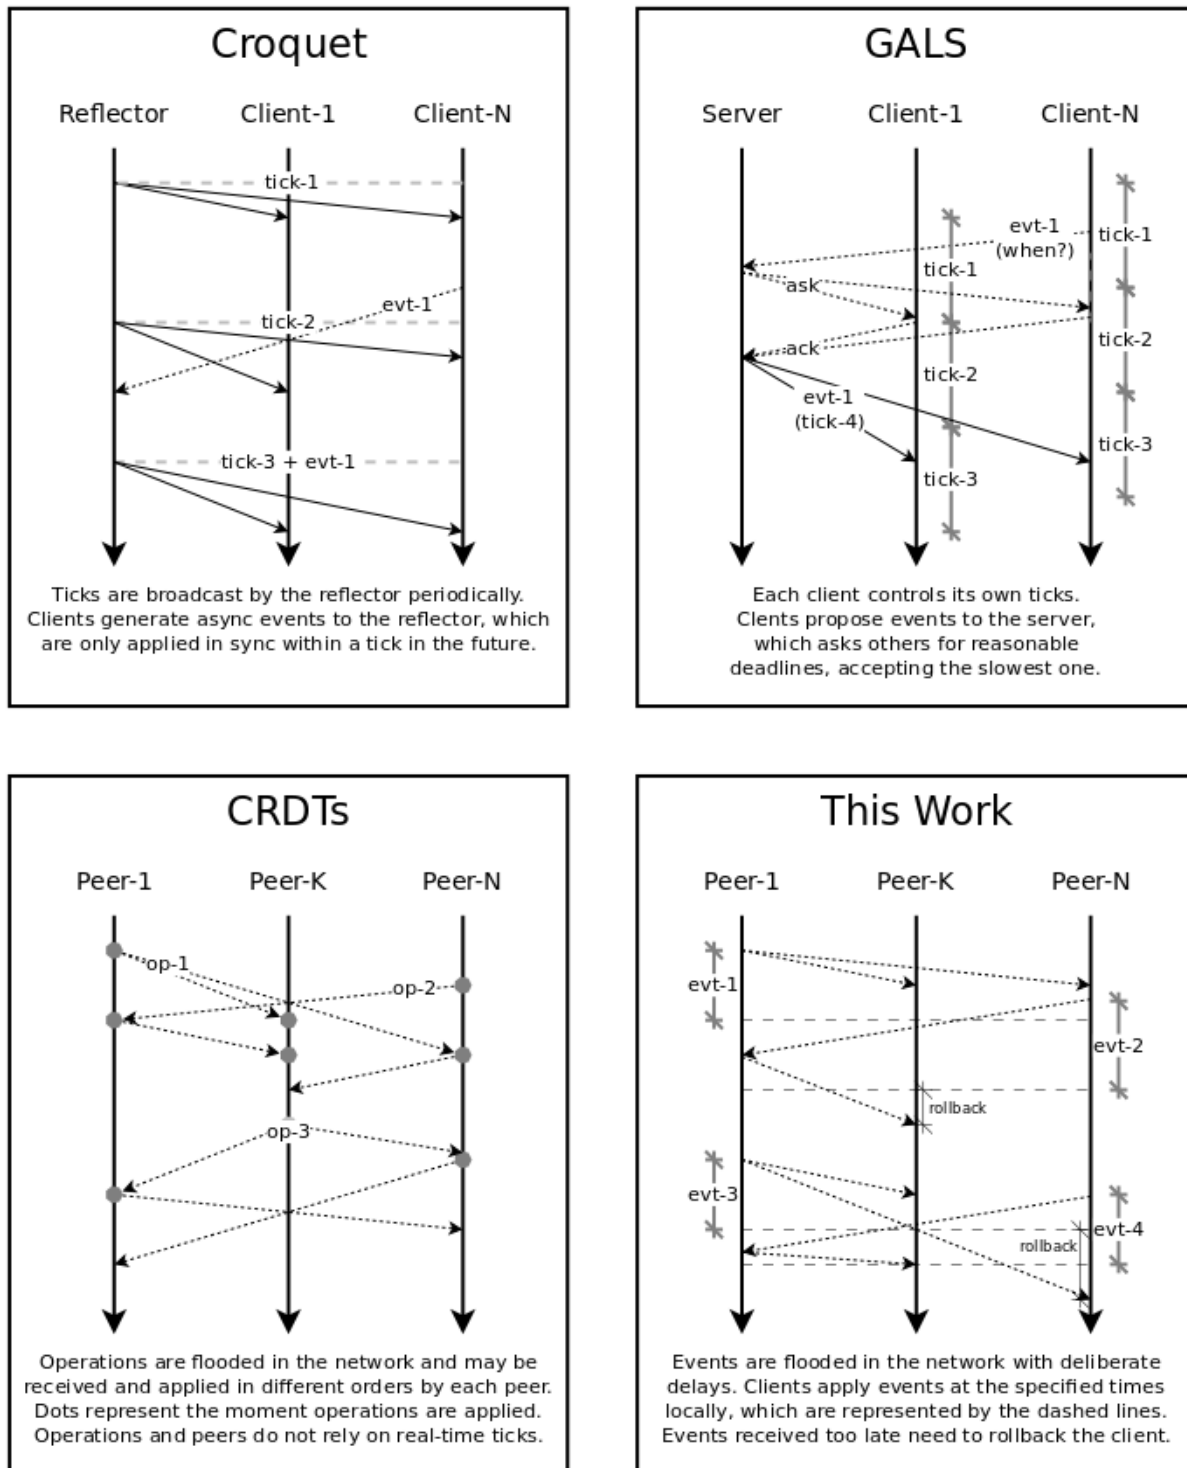 Croquet
Reflector Client-1 Client-N
tick-1
evt-1
tick-2
tick-3 + evt-1
Ticks are broadcast by the reflector periodically.
Clients generate async events to the reflector, which
are only applied in sync within a tick in the future.
GALS
Server Client-1 Client-N
evt-1
(when?)
tick-1
tick-1
ask
tick-2
ack
tick-2
evt-1
(tick-4)
tick-3
tick-3
Each client controls its own ticks.
Clents propose events to the server,
which asks others for reasonable
deadlines, accepting the slowest one.
CRDTs
Peer-1 Peer-K Peer-N
op-1
op-2
op-3
Operations are flooded in the network and may be
received and applied in different orders by each peer.
Dots represent the moment operations are applied.
Operations and peers do not rely on real-time ticks.
This Work
Peer-1 Peer-K Peer-N
evt-1
evt-2
rollback
evt-3
evt-4
rollback
Events are flooded in the network with deliberate
delays. Clients apply events at the specified times
locally, which are represented by the dashed lines.
Events received too late need to rollback the client.